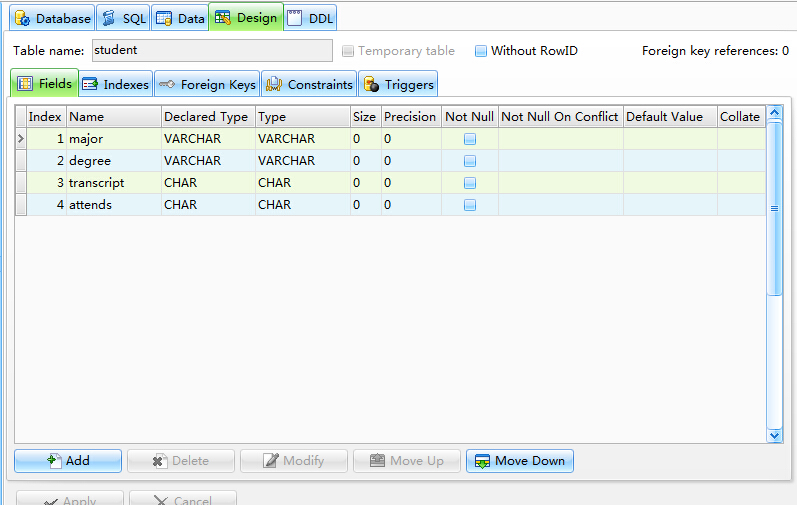 Database SQL Data Design DDL
Table name: student Temporary table Without RowID Foreign key references: 0
Fields Indexes Foreign Keys Constraints Triggers
Index Name Declared Type Type Size Precision Not Null Not Null On Conflict Default Value Collate
1 major VARCHAR VARCHAR 0 0
2 degree VARCHAR VARCHAR 0 0
3 transcript CHAR CHAR 0 0
4 attends CHAR CHAR 0 0
Add Delete Modify Move Up Move Down
Apply Cancel